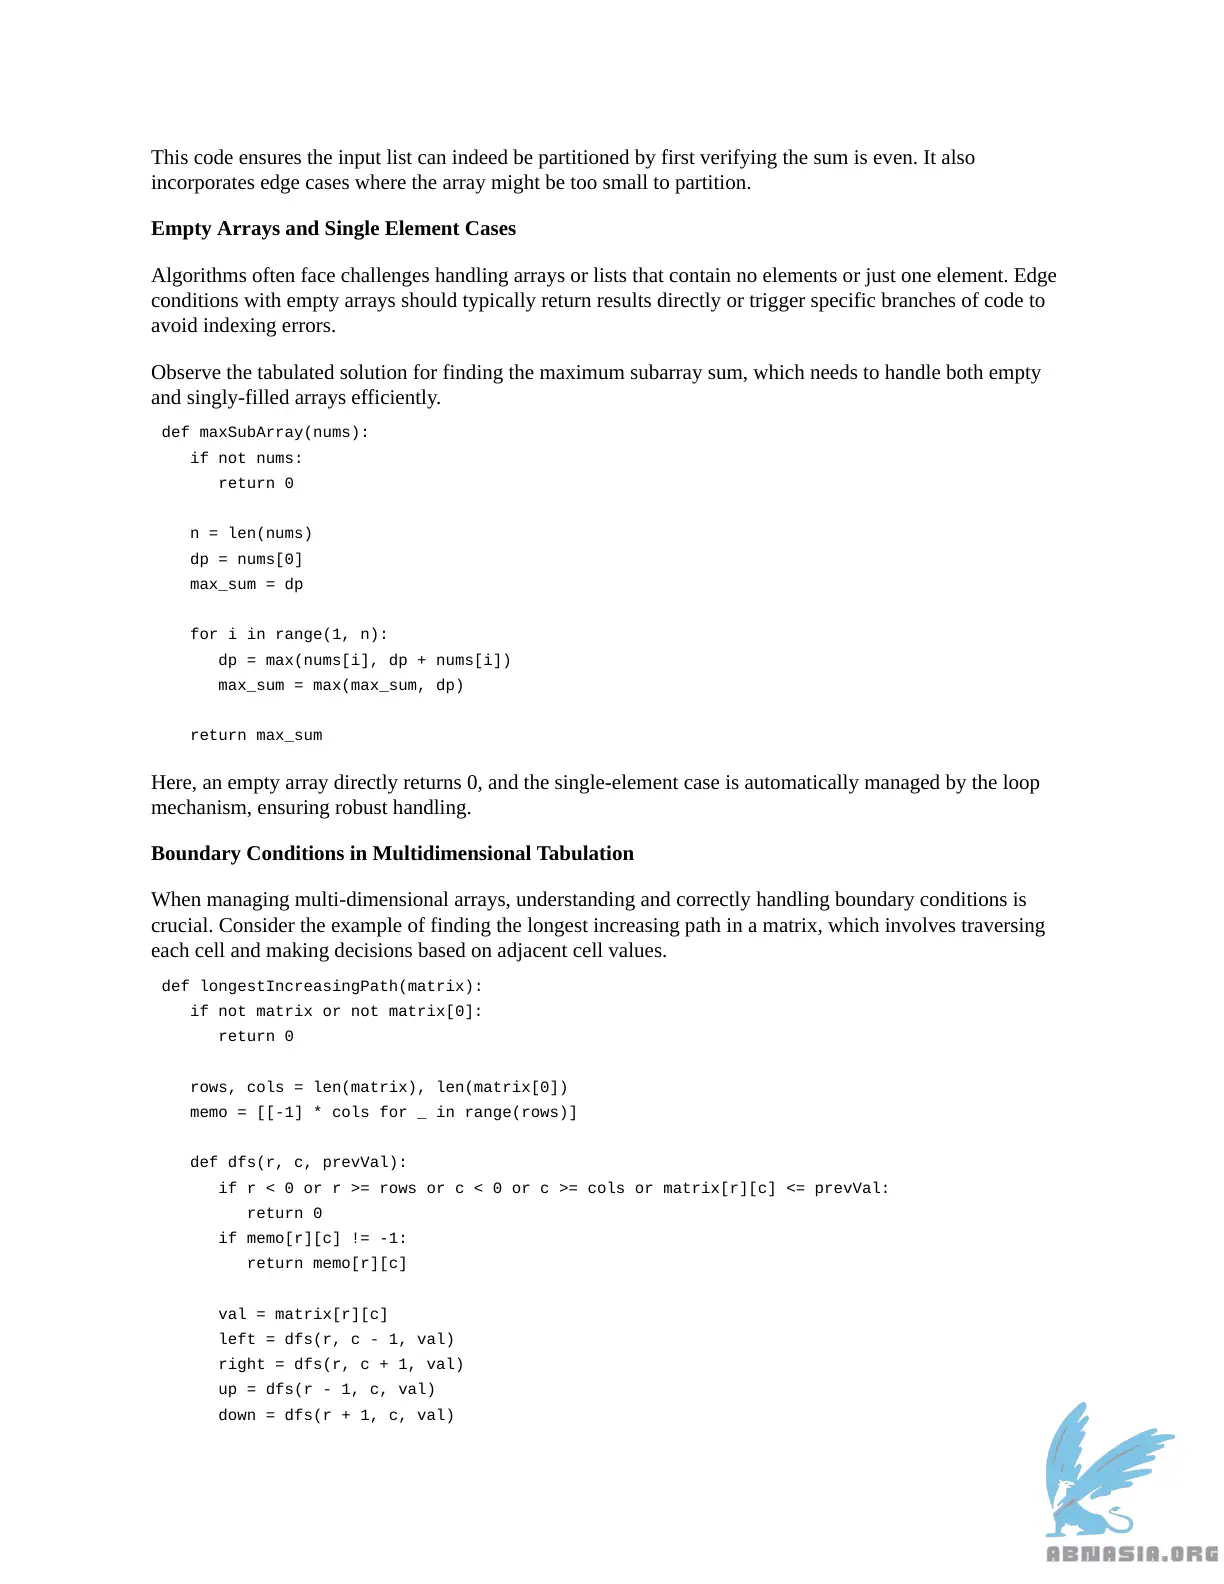 This code ensures the input list can indeed be partitioned by first verifying the sum is even. It also
incorporates edge cases where the array might be too small to partition.
Empty Arrays and Single Element Cases
Algorithms often face challenges handling arrays or lists that contain no elements or just one element. Edge
conditions with empty arrays should typically return results directly or trigger specific branches of code to
avoid indexing errors.
Observe the tabulated solution for finding the maximum subarray sum, which needs to handle both empty
and singly-filled arrays efficiently.
def maxSubArray(nums):
   if not nums:
      return 0

   n = len(nums)
   dp = nums[0]
   max_sum = dp

   for i in range(1, n):
      dp = max(nums[i], dp + nums[i])
      max_sum = max(max_sum, dp)

   return max_sum
Here, an empty array directly returns 0, and the single-element case is automatically managed by the loop
mechanism, ensuring robust handling.
Boundary Conditions in Multidimensional Tabulation
When managing multi-dimensional arrays, understanding and correctly handling boundary conditions is
crucial. Consider the example of finding the longest increasing path in a matrix, which involves traversing
each cell and making decisions based on adjacent cell values.
def longestIncreasingPath(matrix):
   if not matrix or not matrix[0]:
      return 0

   rows, cols = len(matrix), len(matrix[0])
   memo = [[-1] * cols for _ in range(rows)]

   def dfs(r, c, prevVal):
      if r < 0 or r >= rows or c < 0 or c >= cols or matrix[r][c] <= prevVal:
         return 0
      if memo[r][c] != -1:
         return memo[r][c]

      val = matrix[r][c]
      left = dfs(r, c - 1, val)
      right = dfs(r, c + 1, val)
      up = dfs(r - 1, c, val)
      down = dfs(r + 1, c, val)
ABNASIA.ORG